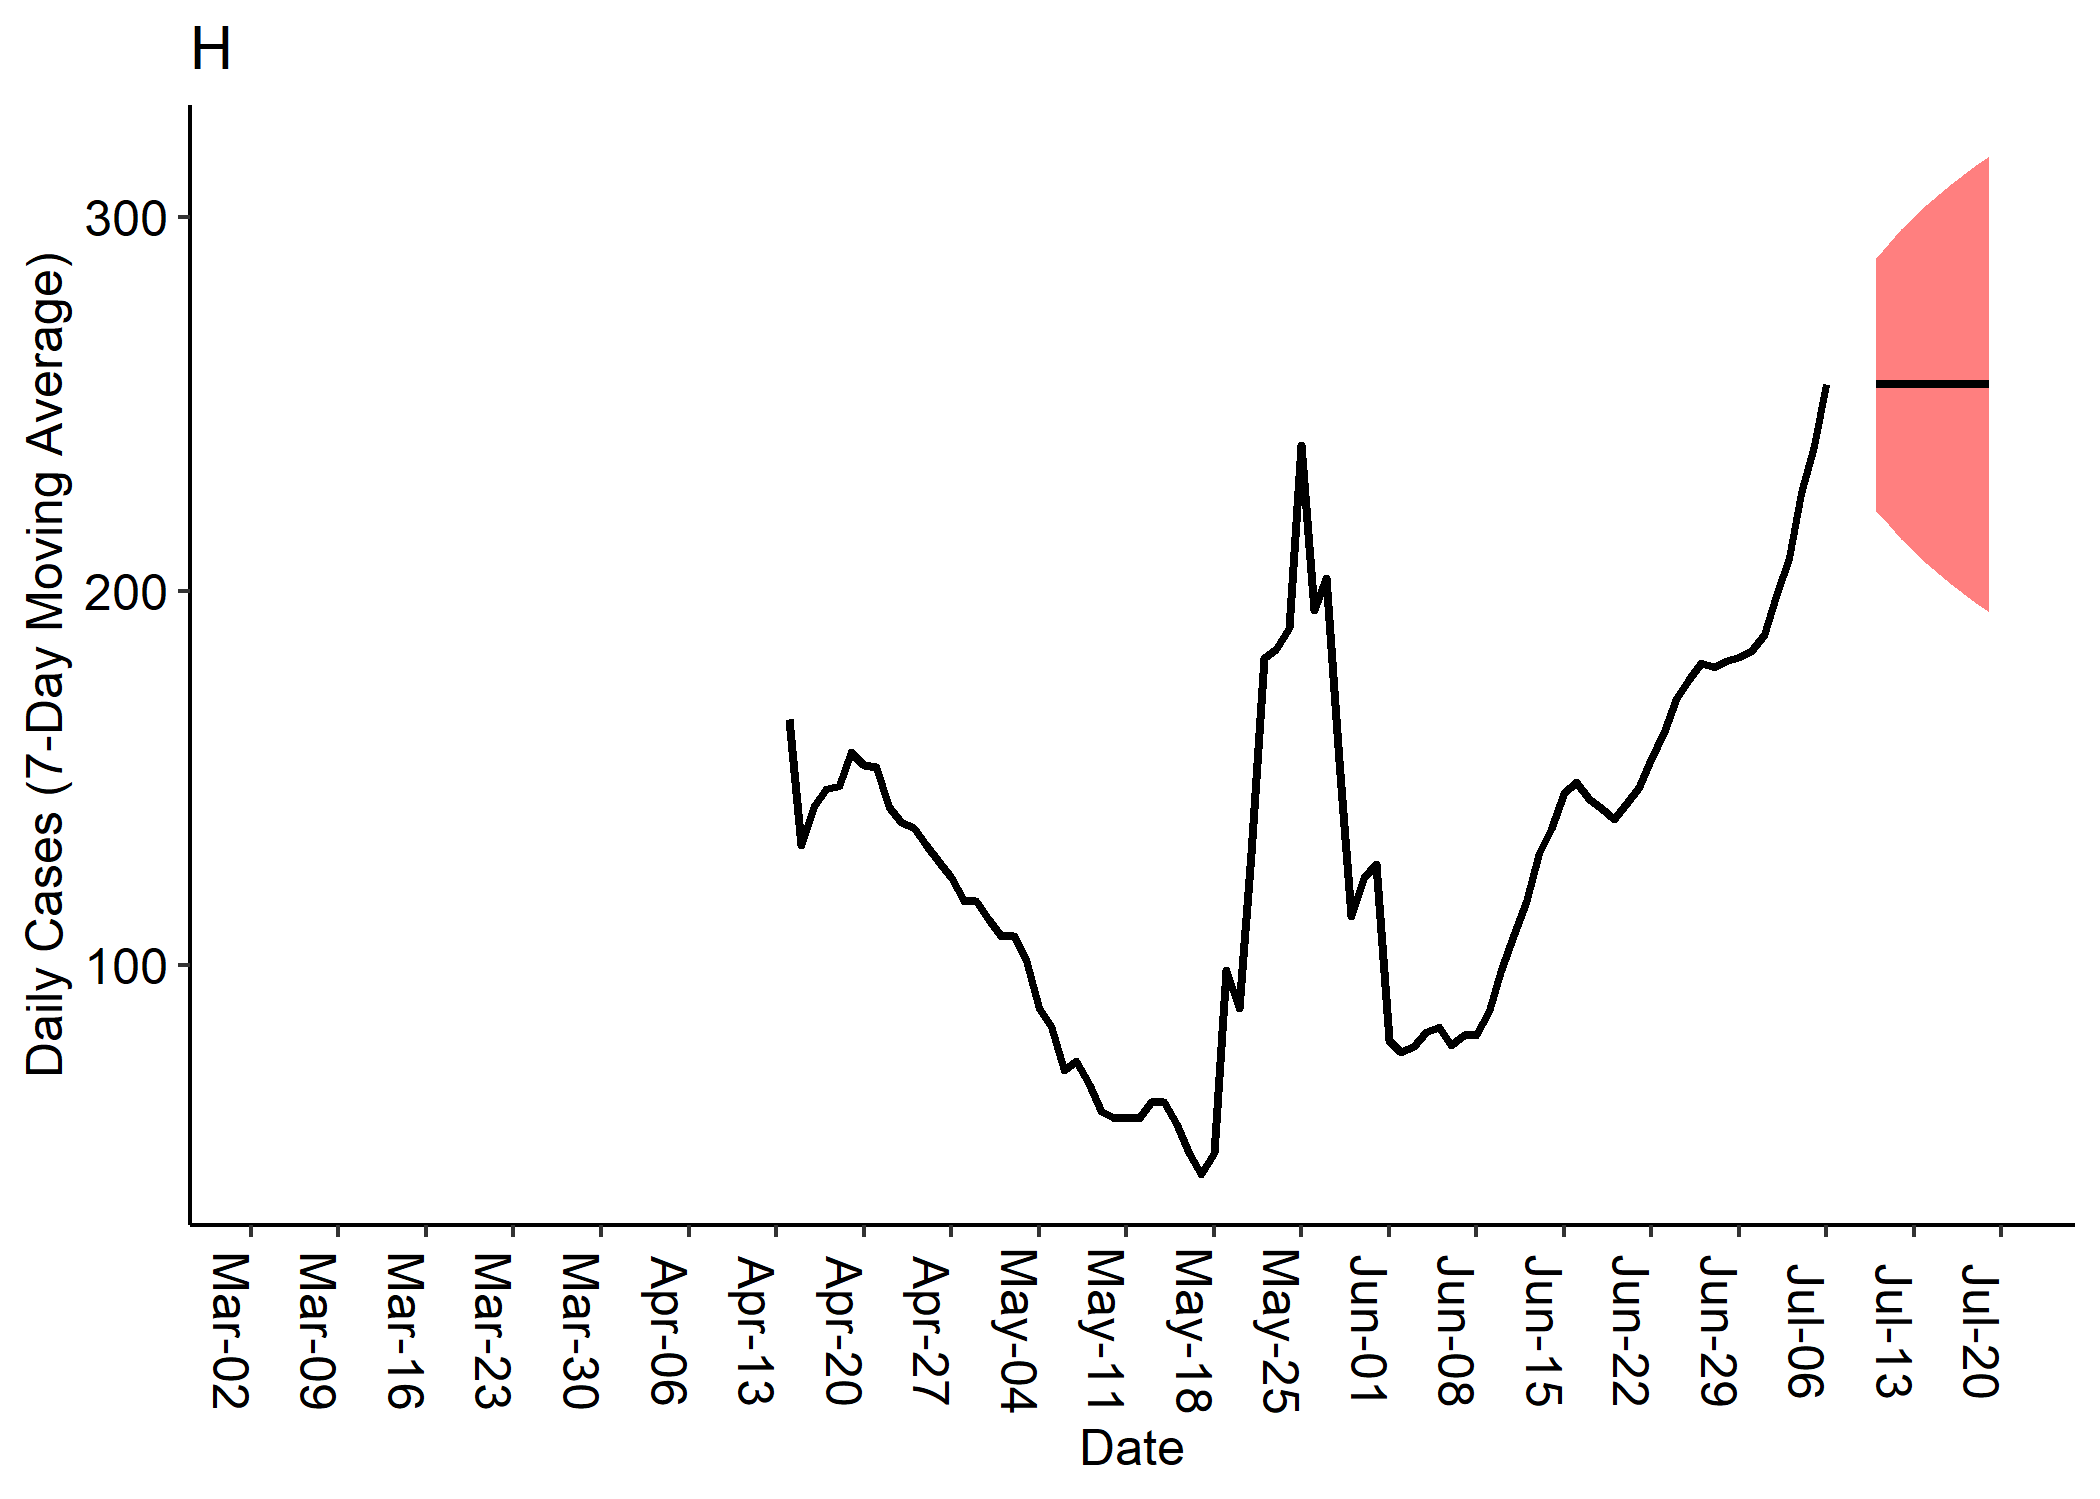 H
Daily Cases (7-Day Moving Average)
300
200
100
Mar-02
Mar-09
Mar-16
Mar-23
Mar-30
Apr-06
Apr-13
Apr-20
Apr-27
May-04
May-11
May-18
May-25
Jun-01
Jun-08
Jun-15
Jun-22
Jun-29
Jul-06
Jul-13
Jul-20
Date